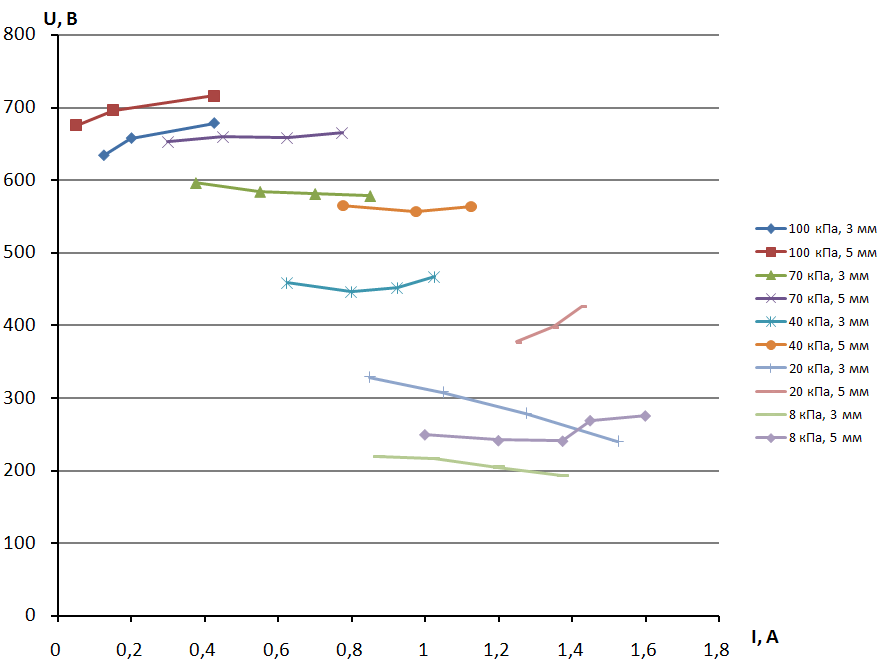 U, В
800
700
600
500
400
300
200
100
0
0 0,2 0,4 0,6 0,8 1 1,2 1,4 1,6 1,8
I, А
100 кПа, 3 мм
100 кПа, 5 мм
70 кПа, 3 мм
70 кПа, 5 мм
40 кПа, 3 мм
40 кПа, 5 мм
20 кПа, 3 мм
20 кПа, 5 мм
8 кПа, 3 мм
8 кПа, 5 мм